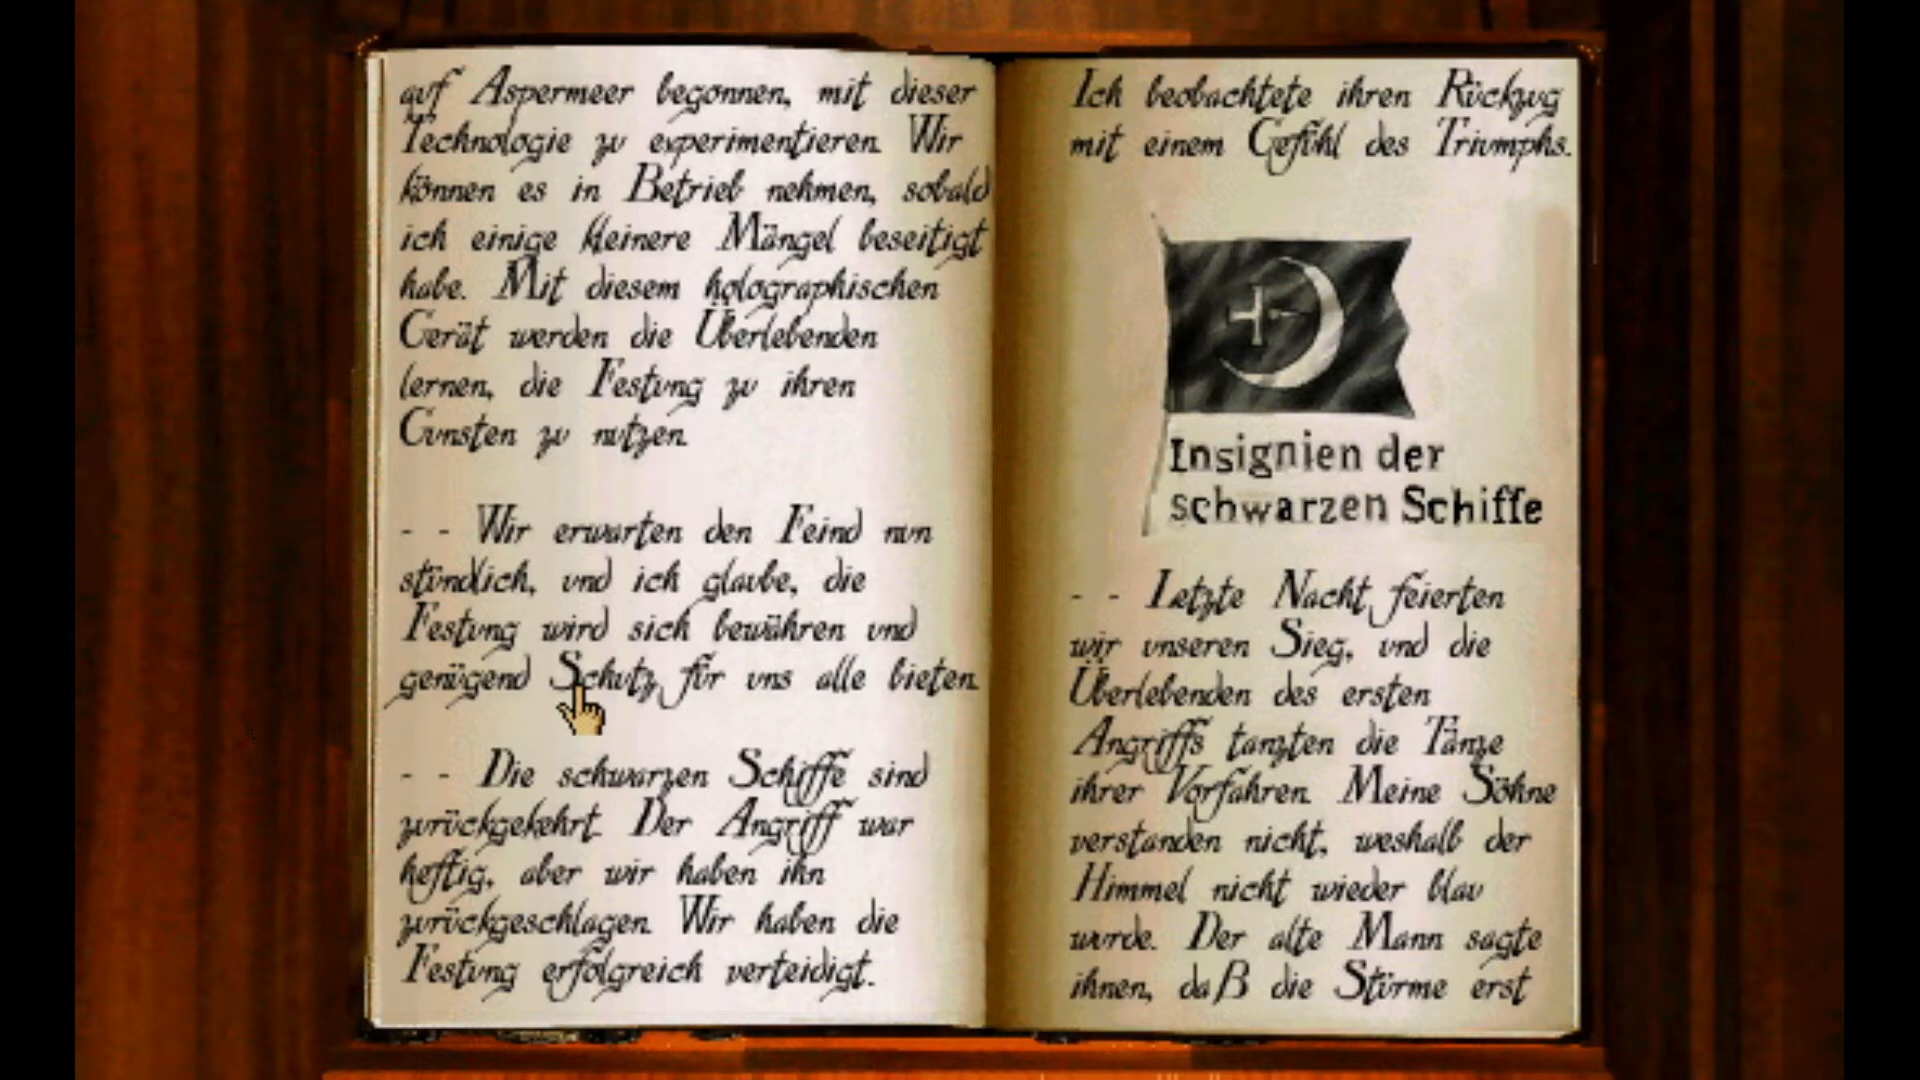 auf Aspermeer begonnen, mit dieser
Technologie zu experimentieren. Wir
können es in Betrieb nehmen, sobald
ich einige kleinere Mängel beseitigt
habe. Mit diesem holographischen
Gerät werden die Überlebenden
lernen, die Festung zu ihren
Gunsten zu nutzen.
- - Wir erwarten den Feind nun
stündlich, und ich glaube, die
Festung wird sich bewähren und
genügend Schutz für uns alle bieten.
- - Die schwarzen Schiffe sind
zurückgekehrt. Der Angriff war
heftig, aber wir haben ihn
zurückgeschlagen. Wir haben die
Festung erfolgreich verteidigt.
Ich beobachtete ihren Rückzug
mit einem Gefühl des Triumphs.
Insignien der
schwarzen Schiffe
- - Letzte Nacht feierten
wir unseren Sieg, und die
Überlebenden des ersten
Angriffs tanzten die Tänze
ihrer Vorfahren. Meine Söhne
verstanden nicht, weshalb der
Himmel nicht wieder blau
wurde. Der alte Mann sagte
ihnen, daß die Stürme erst